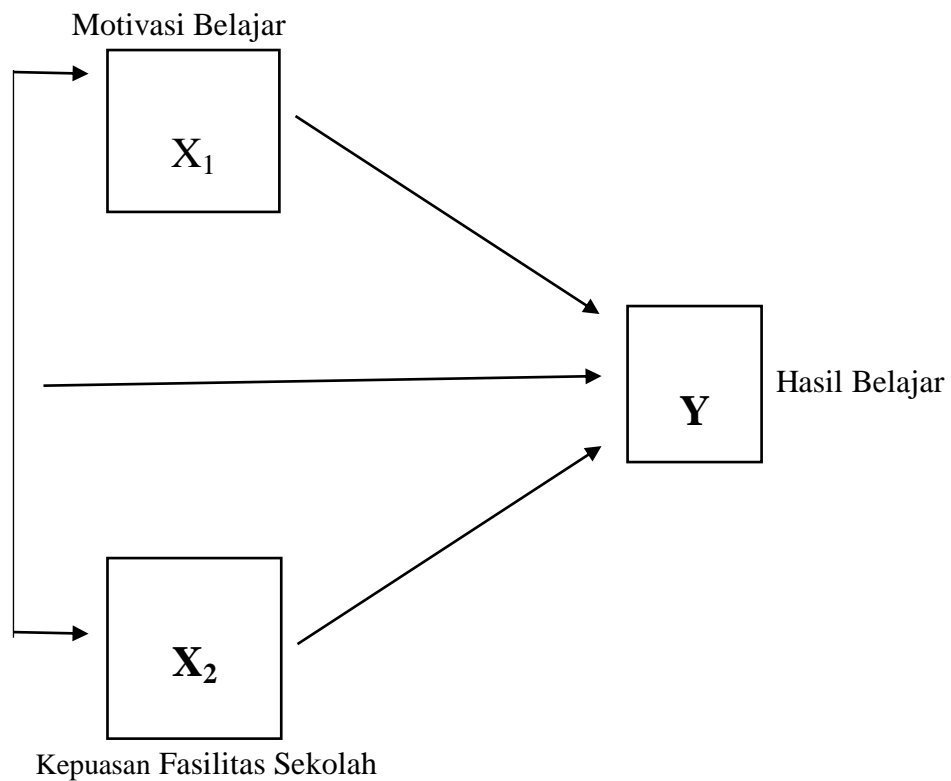 Motivasi Belajar
X₁
Y
Hasil Belajar
X₂
Kepuasan Fasilitas Sekolah